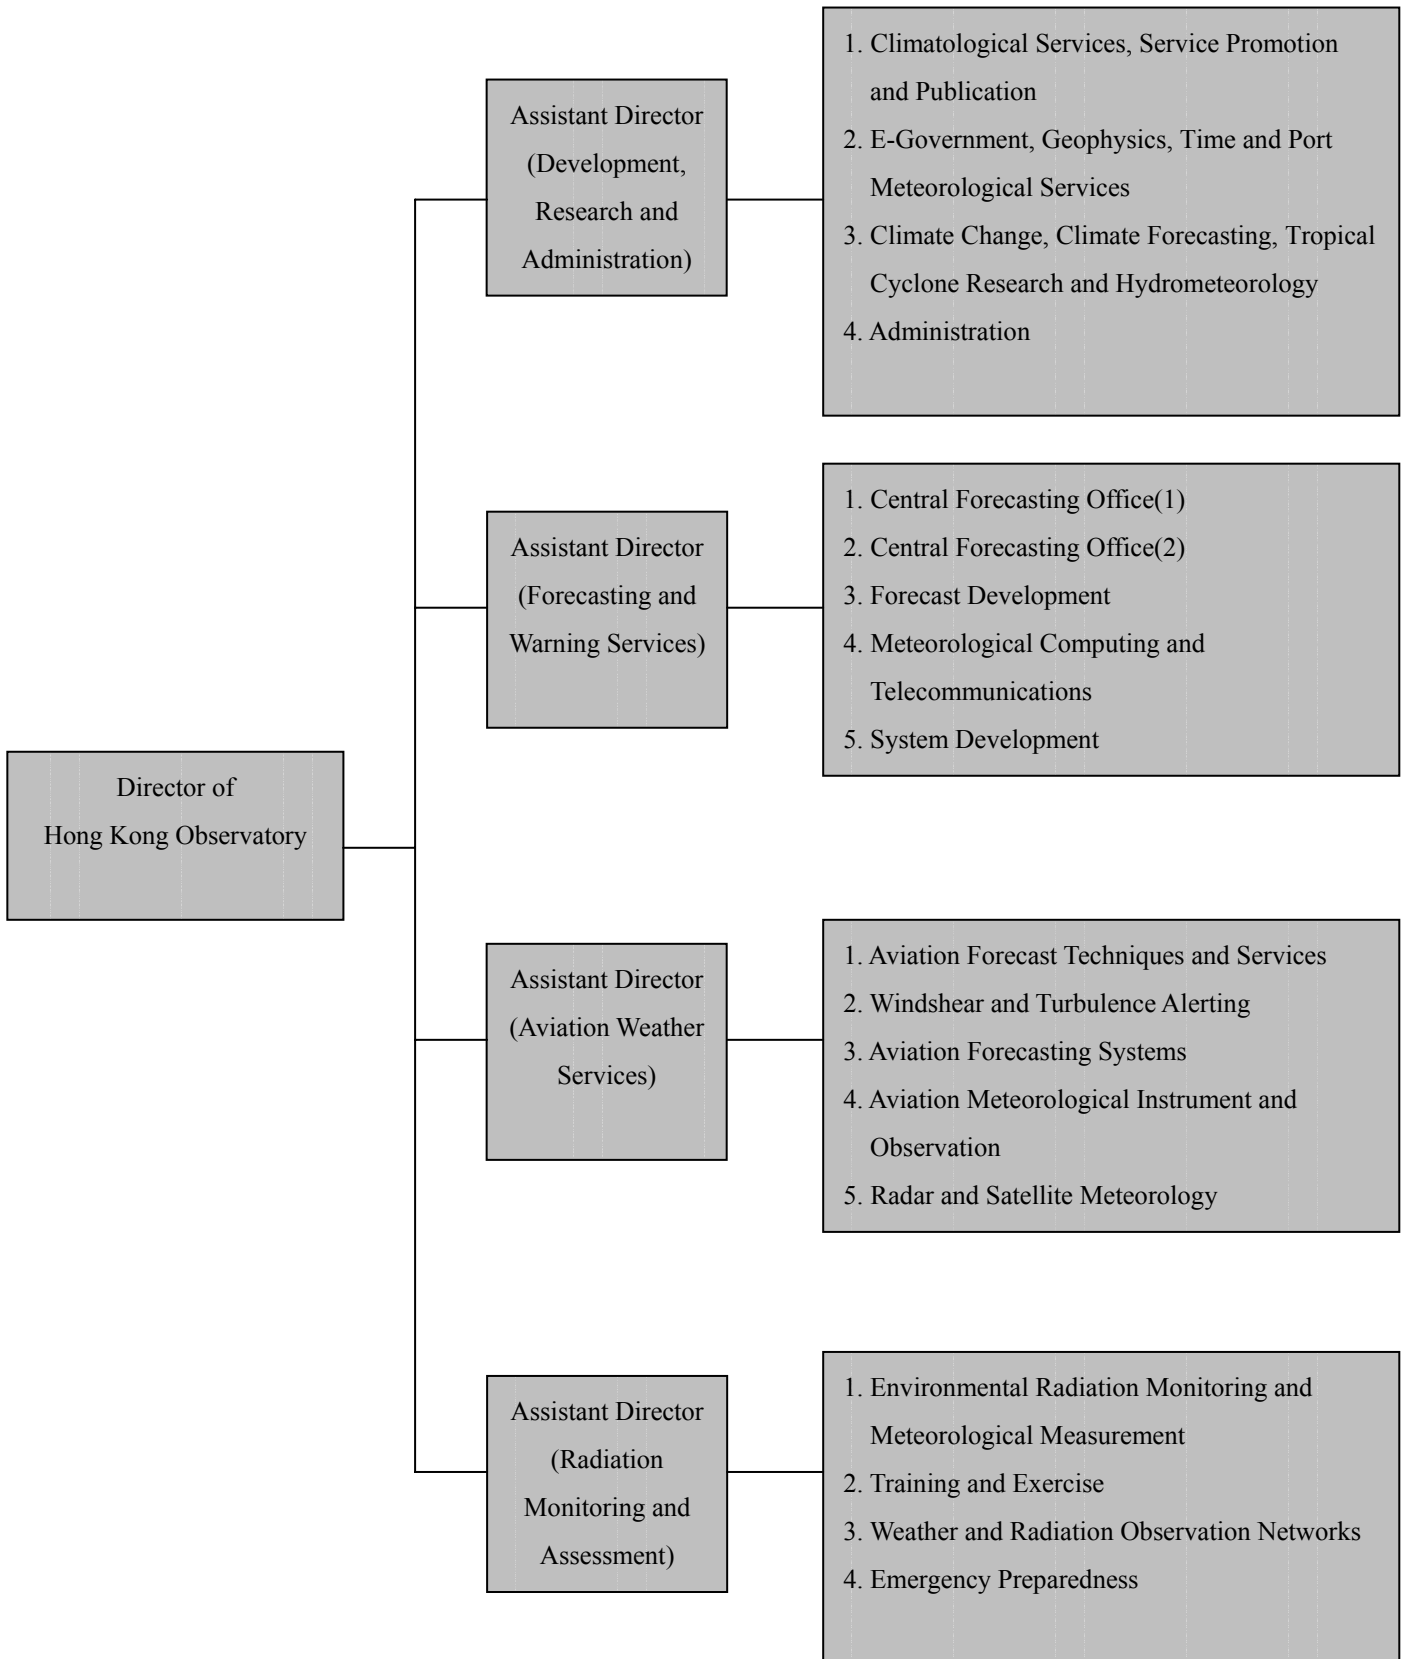 Director of
Hong Kong Observatory
Assistant Director
(Development,
Research and
Administration)
1. Climatological Services, Service Promotion
and Publication
2. E-Government, Geophysics, Time and Port
Meteorological Services
3. Climate Change, Climate Forecasting, Tropical
Cyclone Research and Hydrometeorology
4. Administration
Assistant Director
(Forecasting and
Warning Services)
1. Central Forecasting Office(1)
2. Central Forecasting Office(2)
3. Forecast Development
4. Meteorological Computing and
Telecommunications
5. System Development
Assistant Director
(Aviation Weather
Services)
1. Aviation Forecast Techniques and Services
2. Windshear and Turbulence Alerting
3. Aviation Forecasting Systems
4. Aviation Meteorological Instrument and
Observation
5. Radar and Satellite Meteorology
Assistant Director
(Radiation
Monitoring and
Assessment)
1. Environmental Radiation Monitoring and
Meteorological Measurement
2. Training and Exercise
3. Weather and Radiation Observation Networks
4. Emergency Preparedness